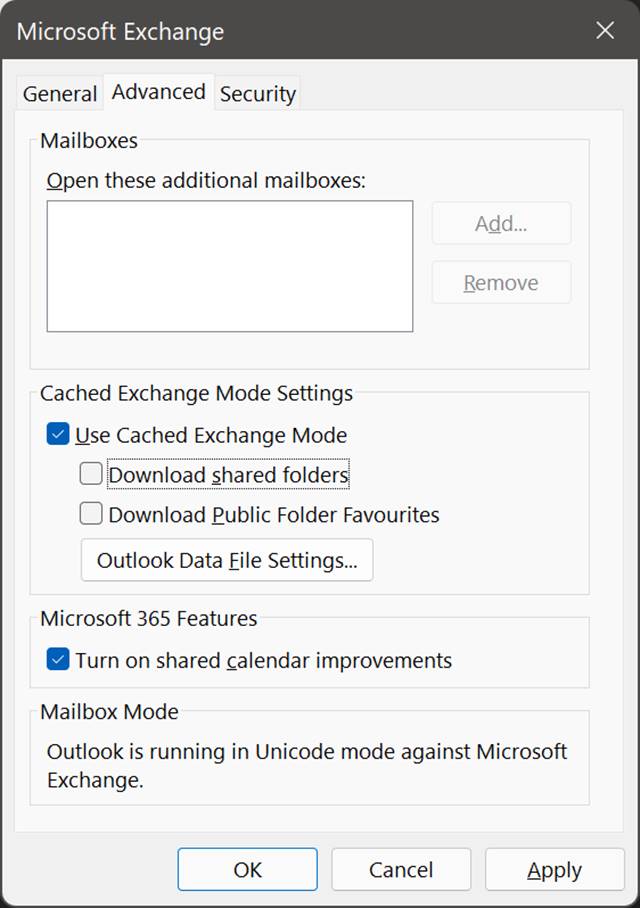 Microsoft Exchange
General Advanced Security
Mailboxes
Open these additional mailboxes:
Add...
Remove
Cached Exchange Mode Settings
Use Cached Exchange Mode
Download shared folders
Download Public Folder Favourites
Outlook Data File Settings...
Microsoft 365 Features
Turn on shared calendar improvements
Mailbox Mode
Outlook is running in Unicode mode against Microsoft
Exchange.
OK Cancel Apply